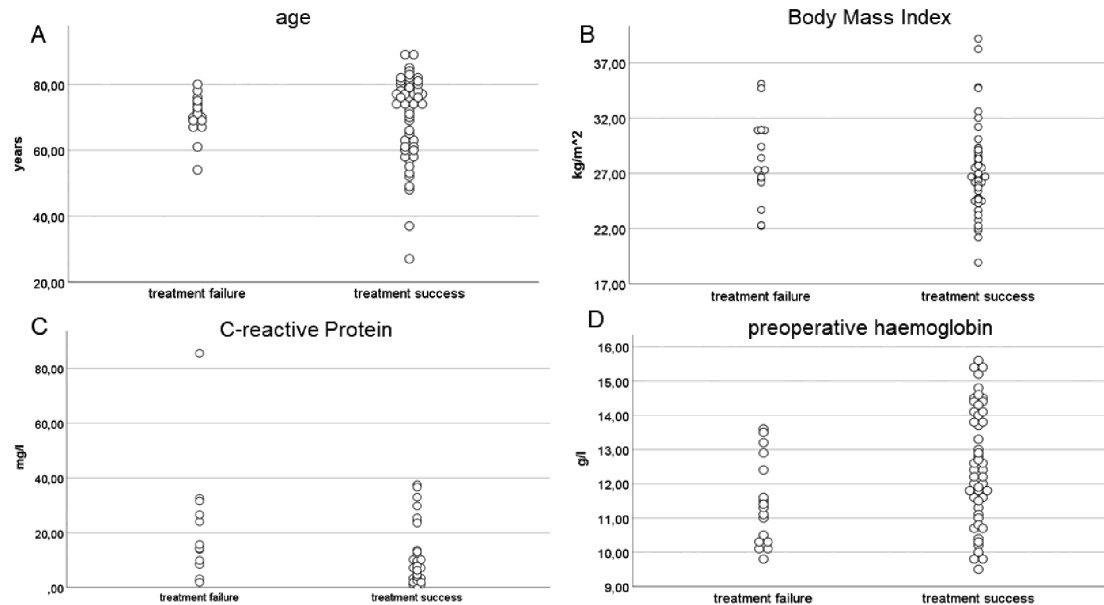 A
age
80,00
60,00
40,00
20,00
years
treatment failure
treatment success
B
Body Mass Index
37,00
32,00
27,00
22,00
17,00
kg/m^2
treatment failure
treatment success
C
C-reactive Protein
80,00
60,00
40,00
20,00
,00
mg/l
treatment failure
treatment success
D
preoperative haemoglobin
16,00
15,00
14,00
13,00
12,00
11,00
10,00
9,00
g/l
treatment failure
treatment success